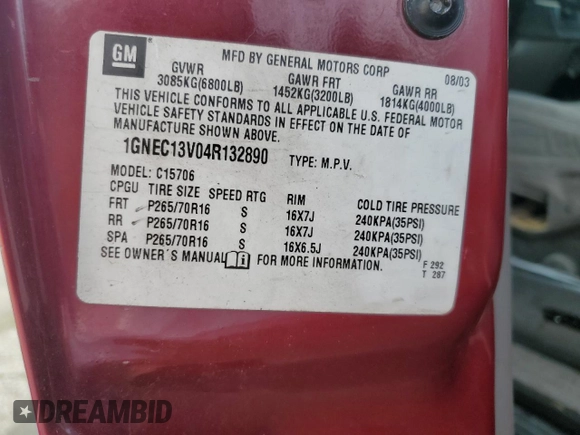 GM
MFD BY GENERAL MOTORS CORP
08/03
GVWR GAWR FRT GAWR RR
3085KG(6800LB) 1452KG(3200LB) 1814KG(4000LB)
THIS VEHICLE CONFORMS TO ALL APPLICABLE U.S. FEDERAL MOTOR
VEHICLE SAFETY STANDARDS IN EFFECT ON THE DATE OF
MANUFACTURE SHOWN ABOVE.
1GNEC13V04R132890 TYPE: M.P.V.
MODEL: C15706
CPGU TIRE SIZE SPEED RTG RIM COLD TIRE PRESSURE
FRT P265/70R16 S 16X7J 240KPA(35PSI)
RR P265/70R16 S 16X7J 240KPA(35PSI)
SPA P265/70R16 S 16X6.5J 240KPA(35PSI)
SEE OWNER´S MANUAL i FOR MORE INFORMATION.
F 292
T 287
DREAMBID